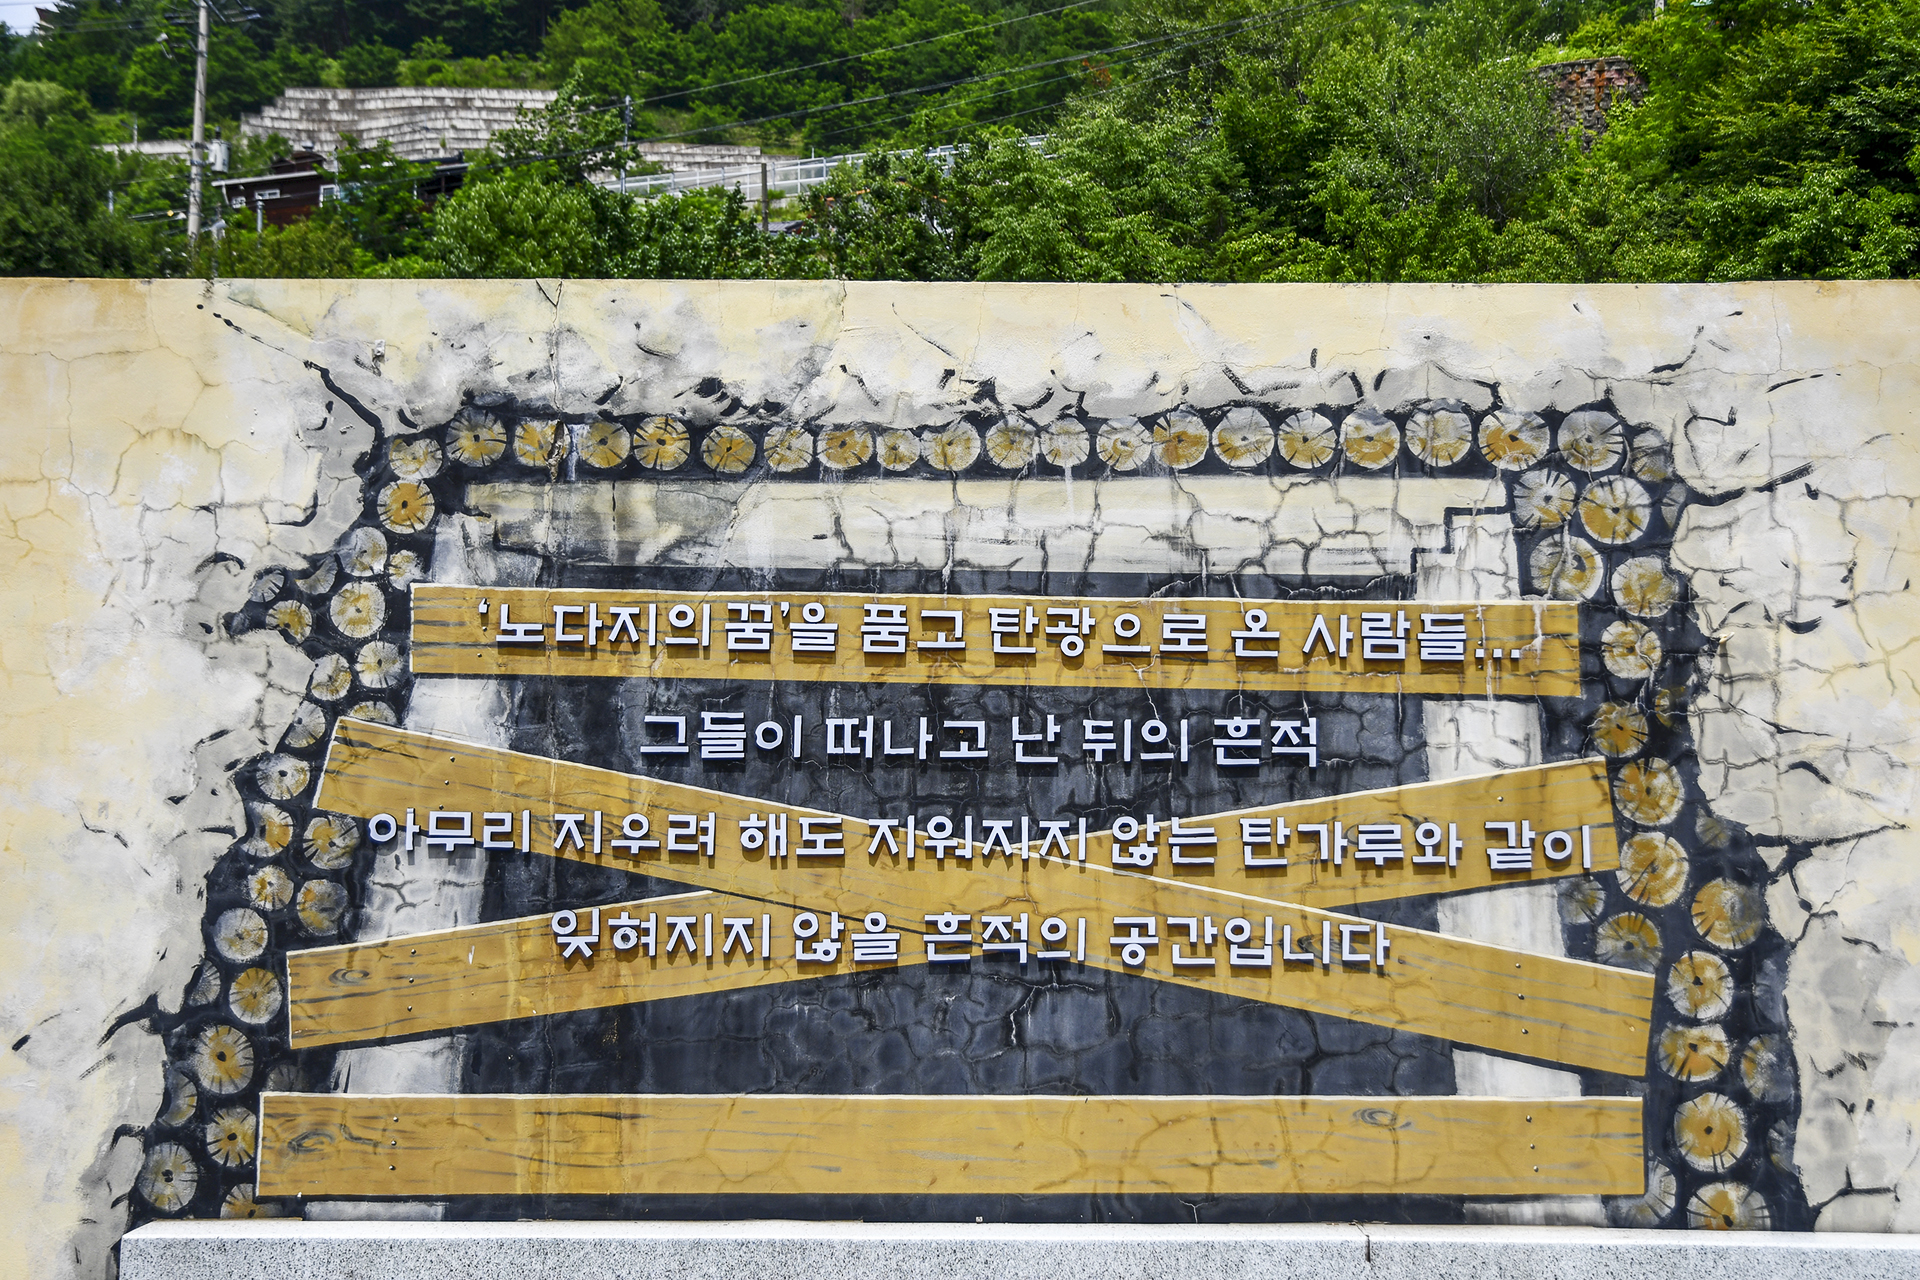 ‘노다지의 꿈’을 품고 탄광으로 온 사람들...
그들이 떠나고 난 뒤의 흔적
아무리 지우려 해도 지워지지 않는 탄가루와 같이
잊혀지지 않을 흔적의 공간입니다